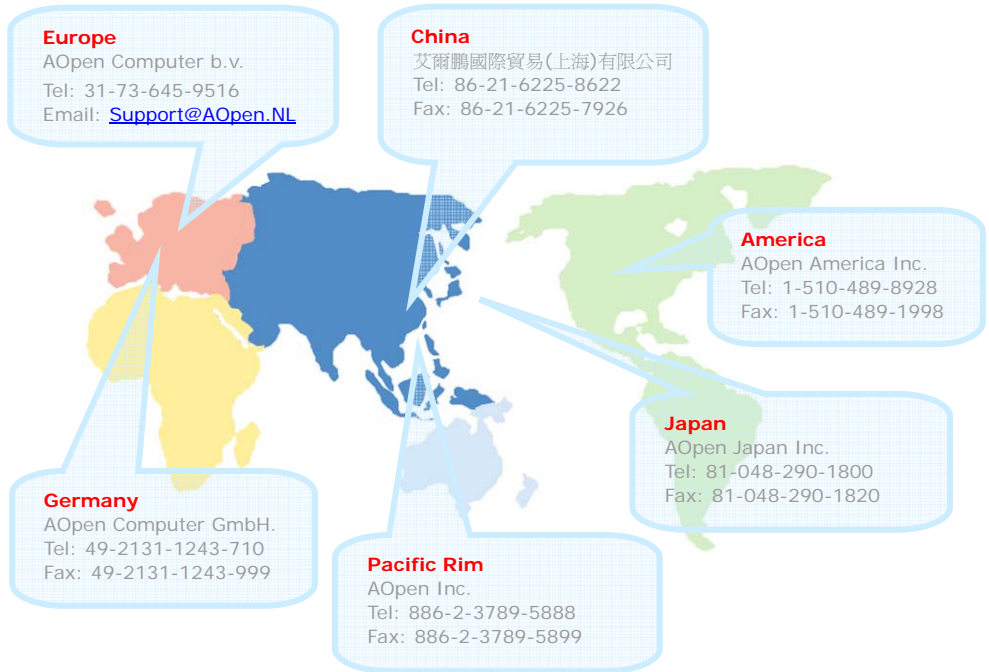 Europe
AOpen Computer b.v.
Tel: 31-73-645-9516
Email: Support@AOpen.NL
China
艾爾鵬國際貿易(上海)有限公司
Tel: 86-21-6225-8622
Fax: 86-21-6225-7926
America
AOpen America Inc.
Tel: 1-510-489-8928
Fax: 1-510-489-1998
Japan
AOpen Japan Inc.
Tel: 81-048-290-1800
Fax: 81-048-290-1820
Germany
AOpen Computer GmbH.
Tel: 49-2131-1243-710
Fax: 49-2131-1243-999
Pacific Rim
AOpen Inc.
Tel: 886-2-3789-5888
Fax: 886-2-3789-5899